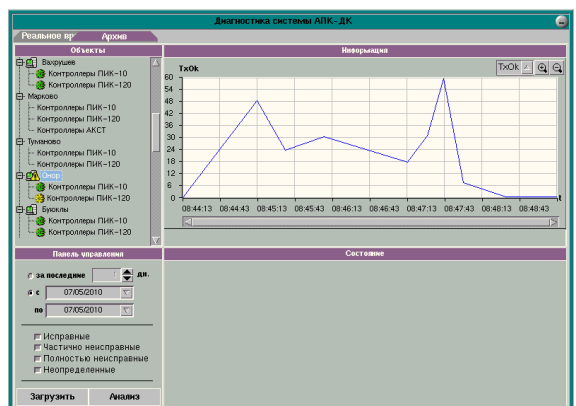 Диагностика системы АПК-ДК
Реальное вр Архив
Объекты
Вахрушев
Контроллеры ПИК-10
Контроллеры ПИК-120
Марково
Контроллеры ПИК-10
Контроллеры ПИК-120
Контроллеры АКСТ
Туманово
Контроллеры ПИК-10
Контроллеры ПИК-120
Онор
Контроллеры ПИК-10
Контроллеры ПИК-120
Буюклы
Контроллеры ПИК-10
Контроллеры ПИК-120
Информация
TxOk
TxOk
60
54
48
42
36
30
24
18
12
6
0
t
08:44:13 08:44:43 08:45:13 08:45:43 08:46:13 08:46:43 08:47:13 08:47:43 08:48:13 08:48:43
Панель управления
за последние дн.
с 07/05/2010
по 07/05/2010
Исправные
Частично неисправные
Полностью неисправные
Неопределенные
Загрузить Анализ
Состояние